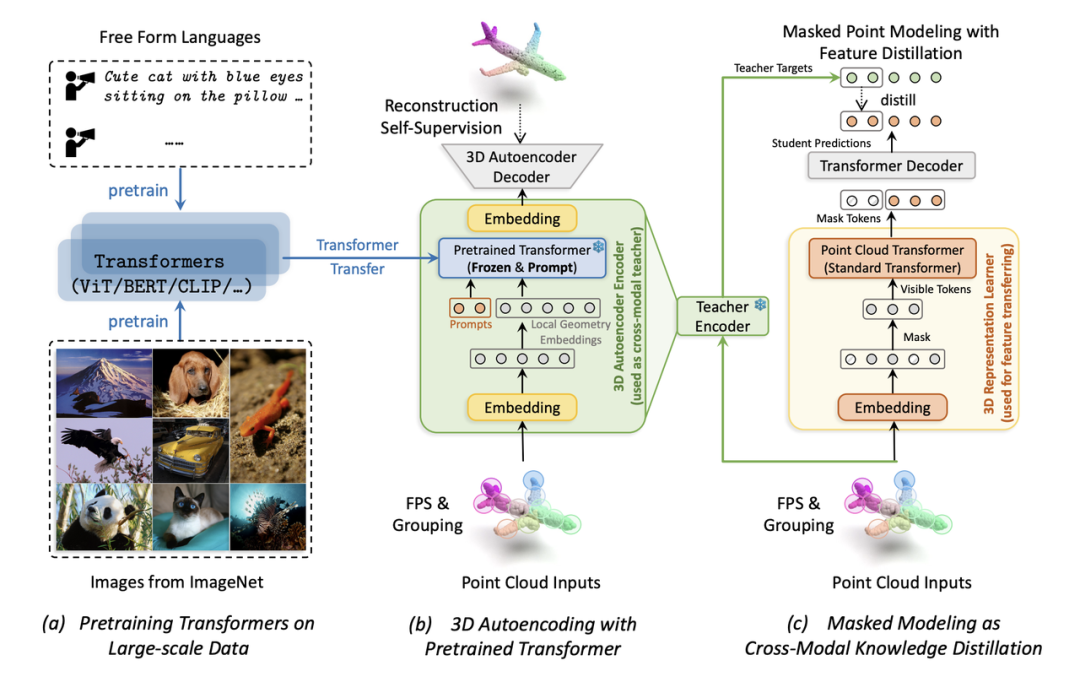 Free Form Languages
Cute cat with blue eyes
sitting on the pillow …
……
pretrain
Transformers
(ViT/BERT/CLIP/…)
pretrain
Images from ImageNet
(a) Pretraining Transformers on
Large-scale Data
Transformer
Transfer
Reconstruction
Self-Supervision
3D Autoencoder
Decoder
Embedding
Pretrained Transformer
(Frozen & Prompt)
Prompts
Local Geometry
Embeddings
Embedding
3D Autoencoder Encoder
(used as cross-modal teacher)
FPS &
Grouping
Point Cloud Inputs
(b) 3D Autoencoding with
Pretrained Transformer
Teacher
Encoder
Masked Point Modeling with
Feature Distillation
Teacher Targets
distill
Student Predictions
Transformer Decoder
Mask Tokens
Point Cloud Transformer
(Standard Transformer)
Visible Tokens
Mask
Embedding
3D Representation Learner
(used for feature transferring)
FPS &
Grouping
Point Cloud Inputs
(c) Masked Modeling as
Cross-Modal Knowledge Distillation